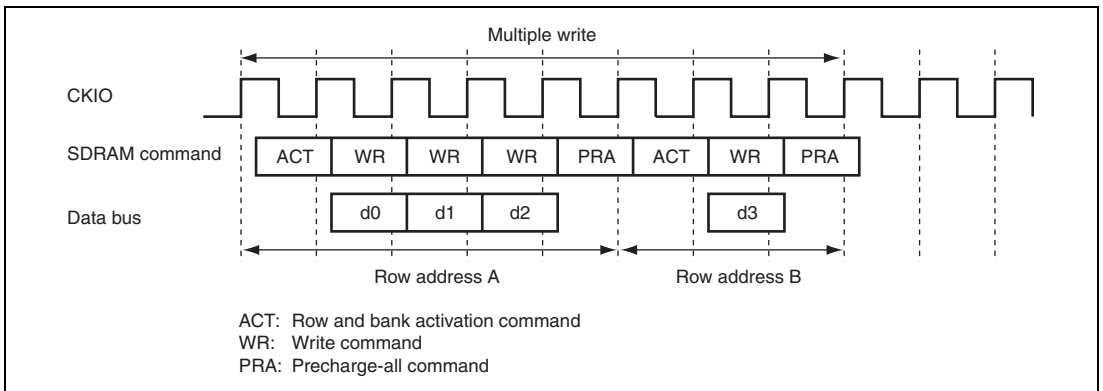 Multiple write
CKIO
SDRAM command ACT WR WR WR PRA ACT WR PRA
Data bus d0 d1 d2 d3
Row address A Row address B
ACT: Row and bank activation command
WR: Write command
PRA: Precharge-all command